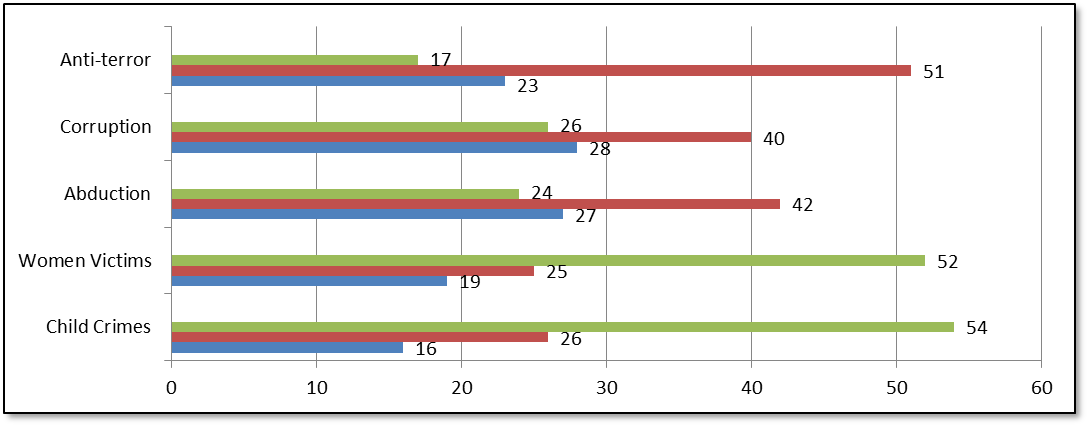 Anti-terror
17
51
23
Corruption
26
40
28
Abduction
24
42
27
Women Victims
52
25
19
Child Crimes
54
26
16
0 10 20 30 40 50 60